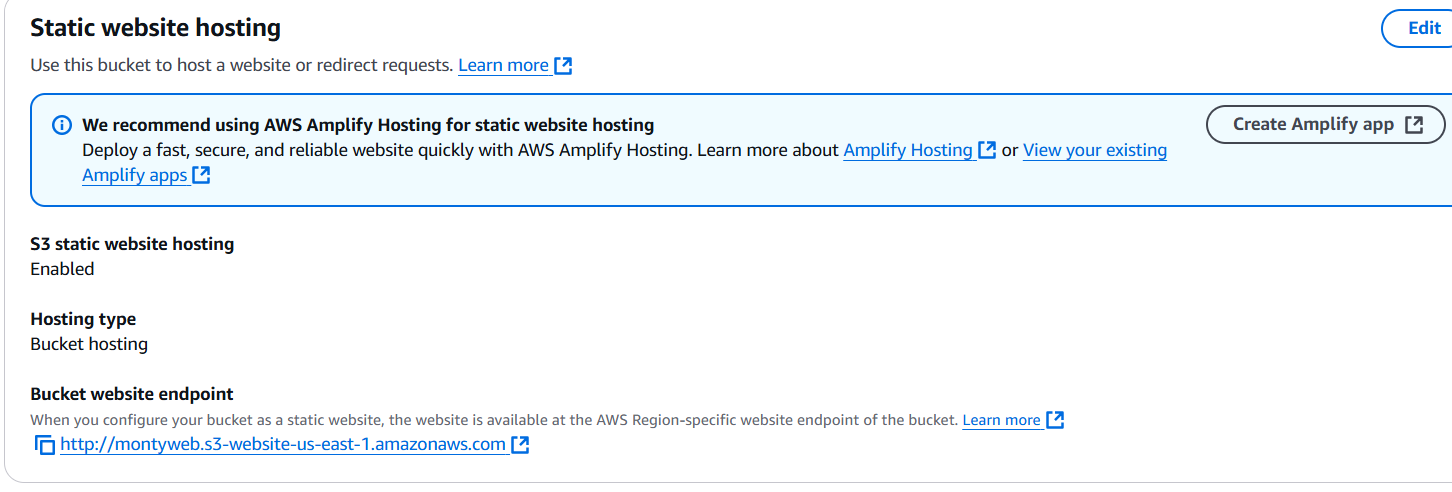 Static website hosting
Edit
Use this bucket to host a website or redirect requests. Learn more
We recommend using AWS Amplify Hosting for static website hosting
Create Amplify app
Deploy a fast, secure, and reliable website quickly with AWS Amplify Hosting. Learn more about Amplify Hosting or View your existing
Amplify apps
S3 static website hosting
Enabled
Hosting type
Bucket hosting
Bucket website endpoint
When you configure your bucket as a static website, the website is available at the AWS Region-specific website endpoint of the bucket. Learn more
http://montyweb.s3-website-us-east-1.amazonaws.com